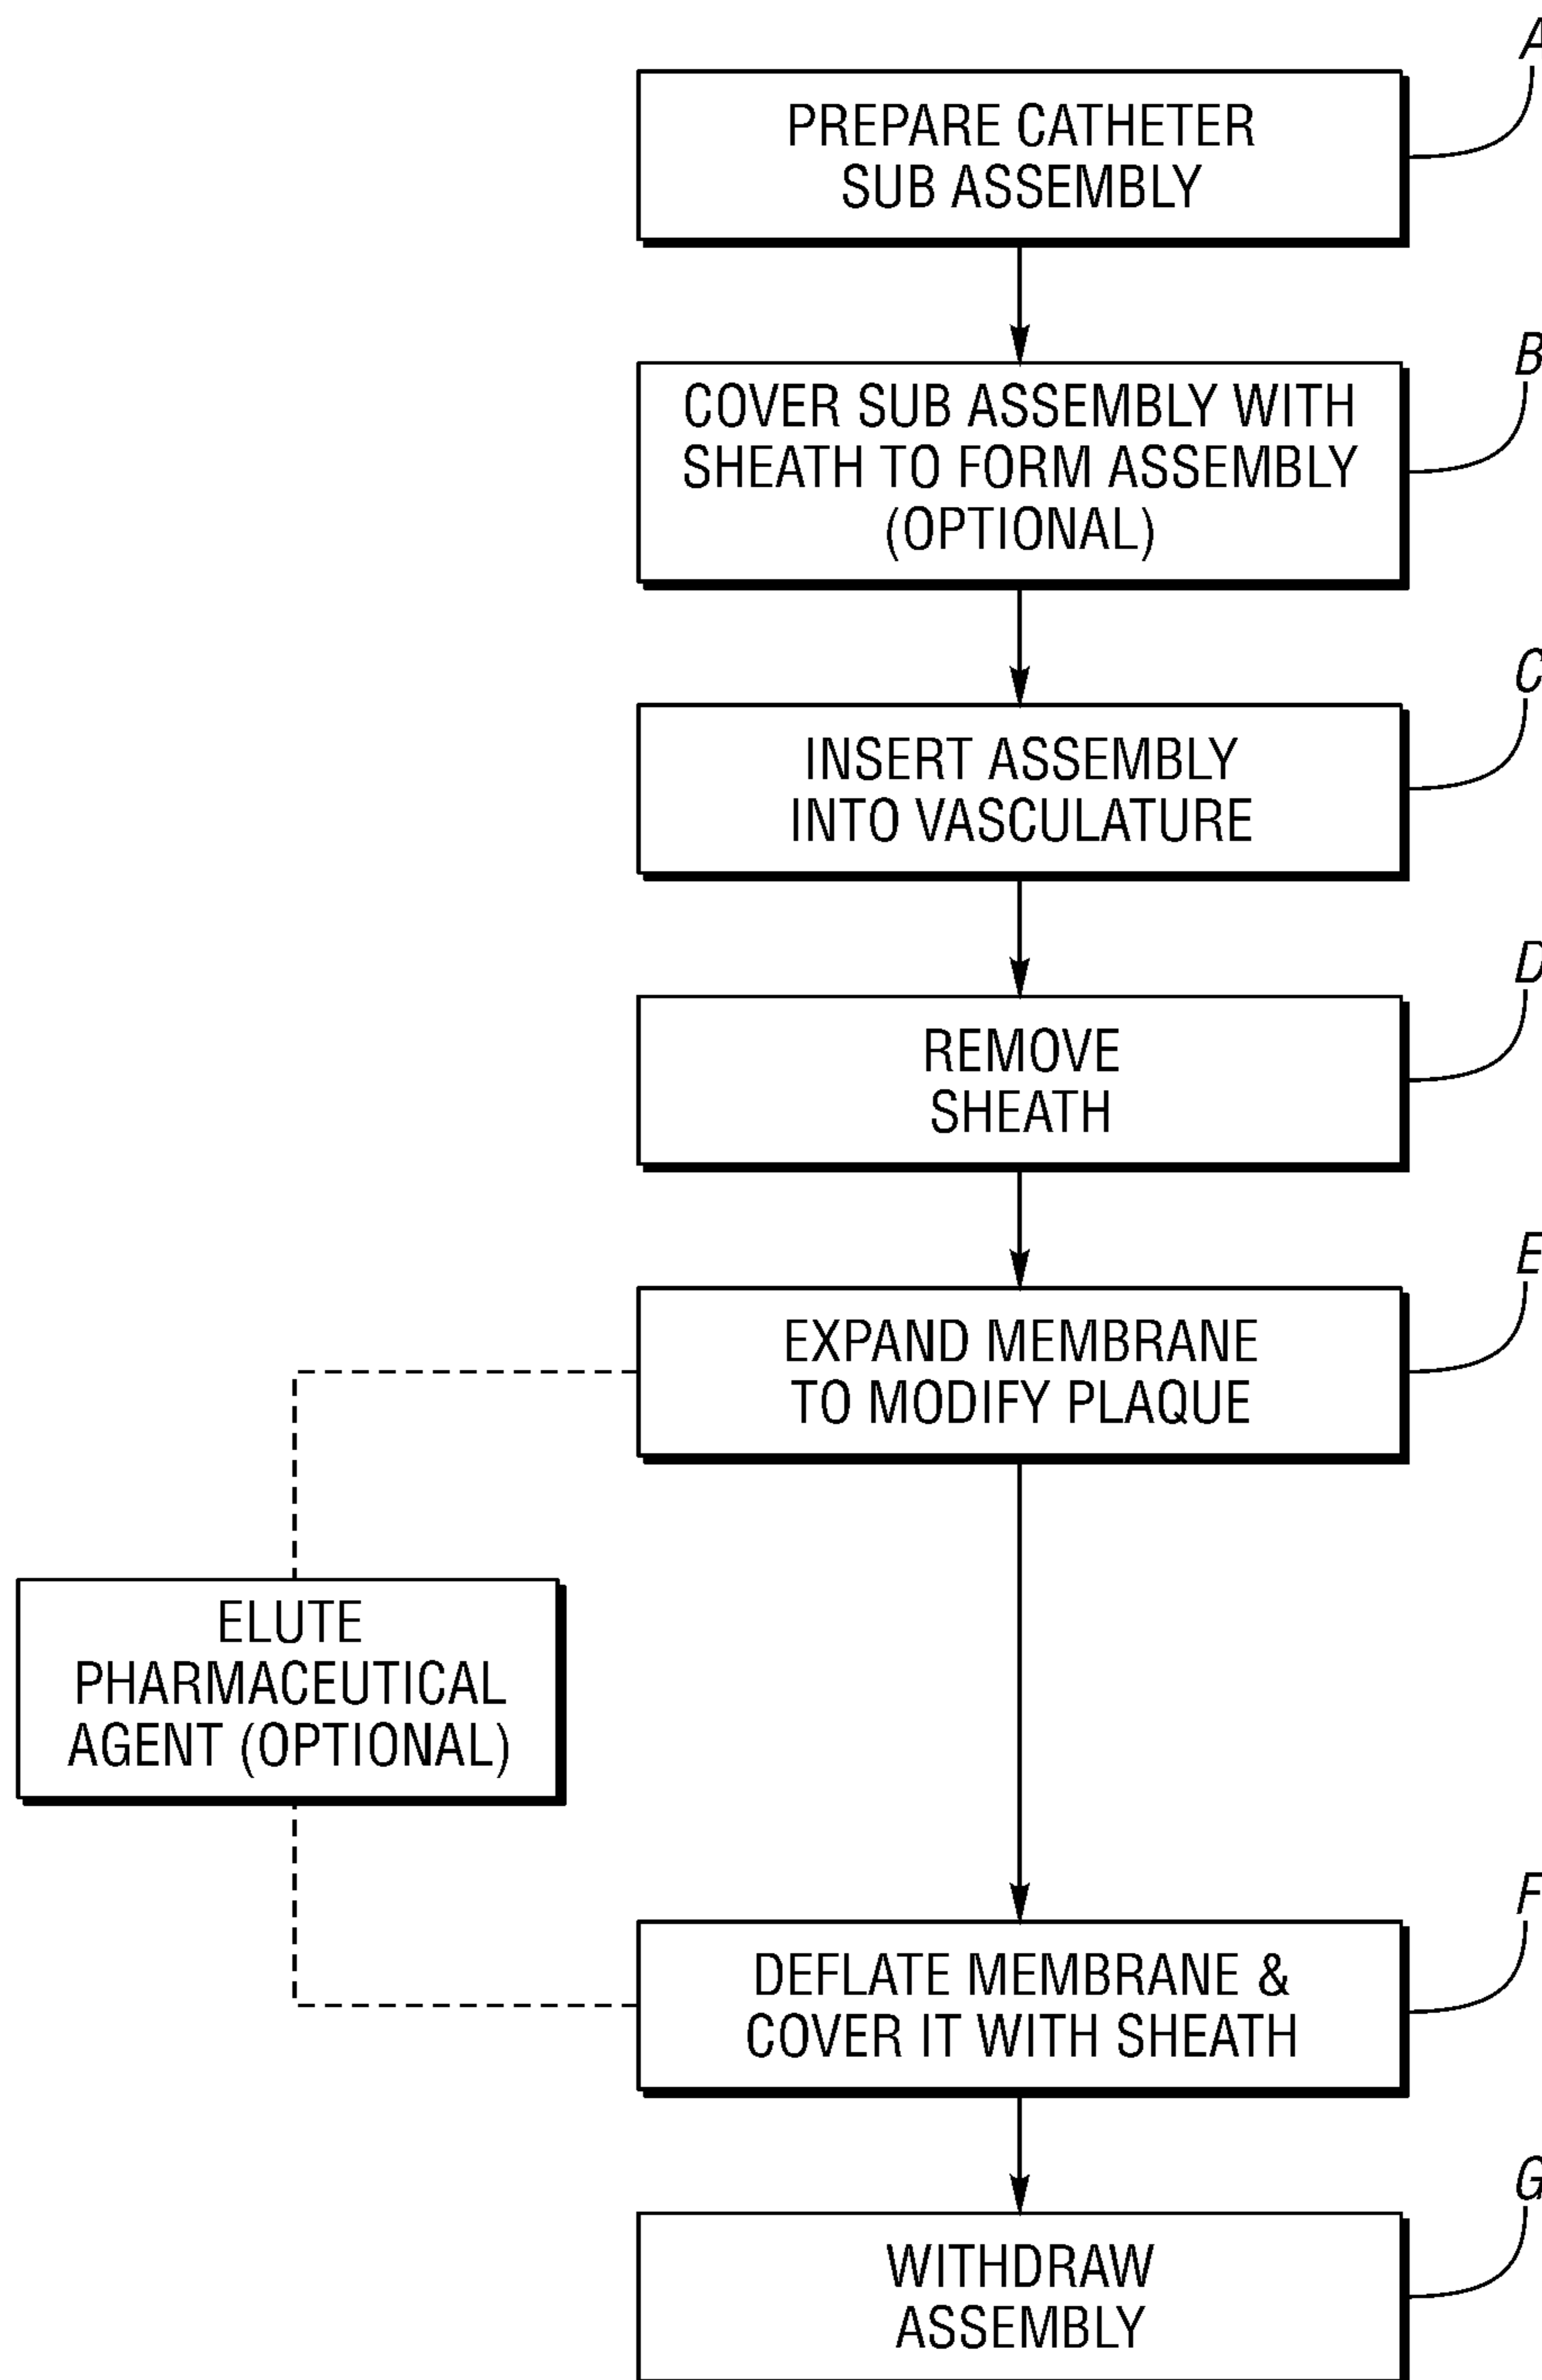 A
PREPARE CATHETER
SUB ASSEMBLY
B
COVER SUB ASSEMBLY WITH
SHEATH TO FORM ASSEMBLY
(OPTIONAL)
C
INSERT ASSEMBLY
INTO VASCULATURE
D
REMOVE
SHEATH
E
EXPAND MEMBRANE
TO MODIFY PLAQUE
ELUTE
PHARMACEUTICAL
AGENT (OPTIONAL)
F
DEFLATE MEMBRANE &
COVER IT WITH SHEATH
G
WITHDRAW
ASSEMBLY